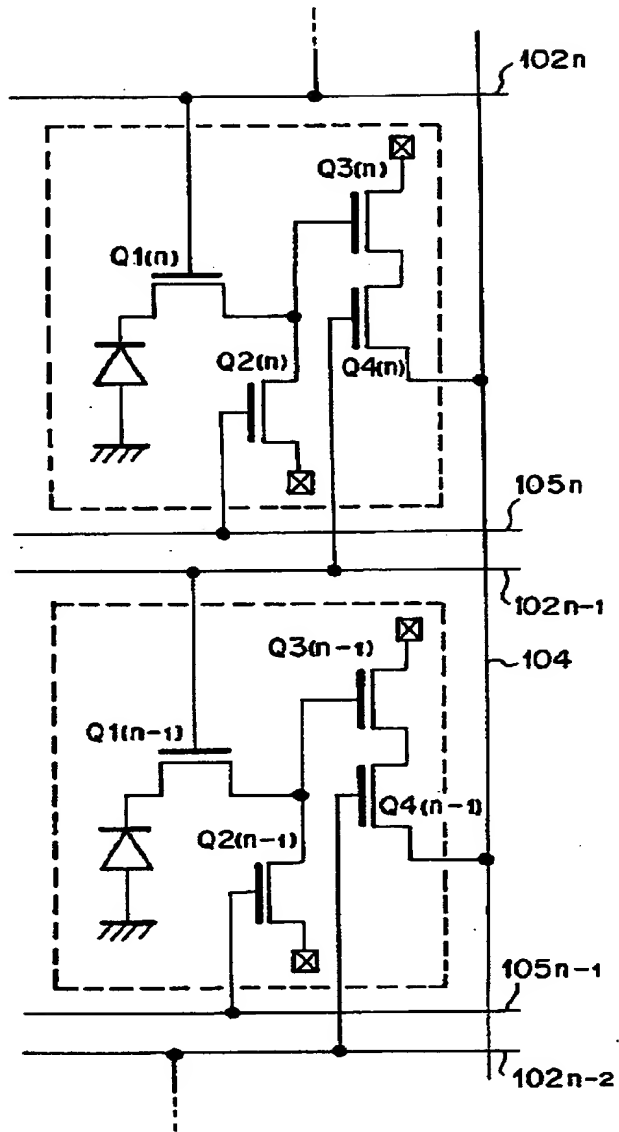 102n
Q3(n)
Q1(n)
Q2(n)
Q4(n)
105n
102n-1
Q3(n-1)
104
Q1(n-1)
Q4(n-1)
Q2(n-1)
105n-1
102n-2